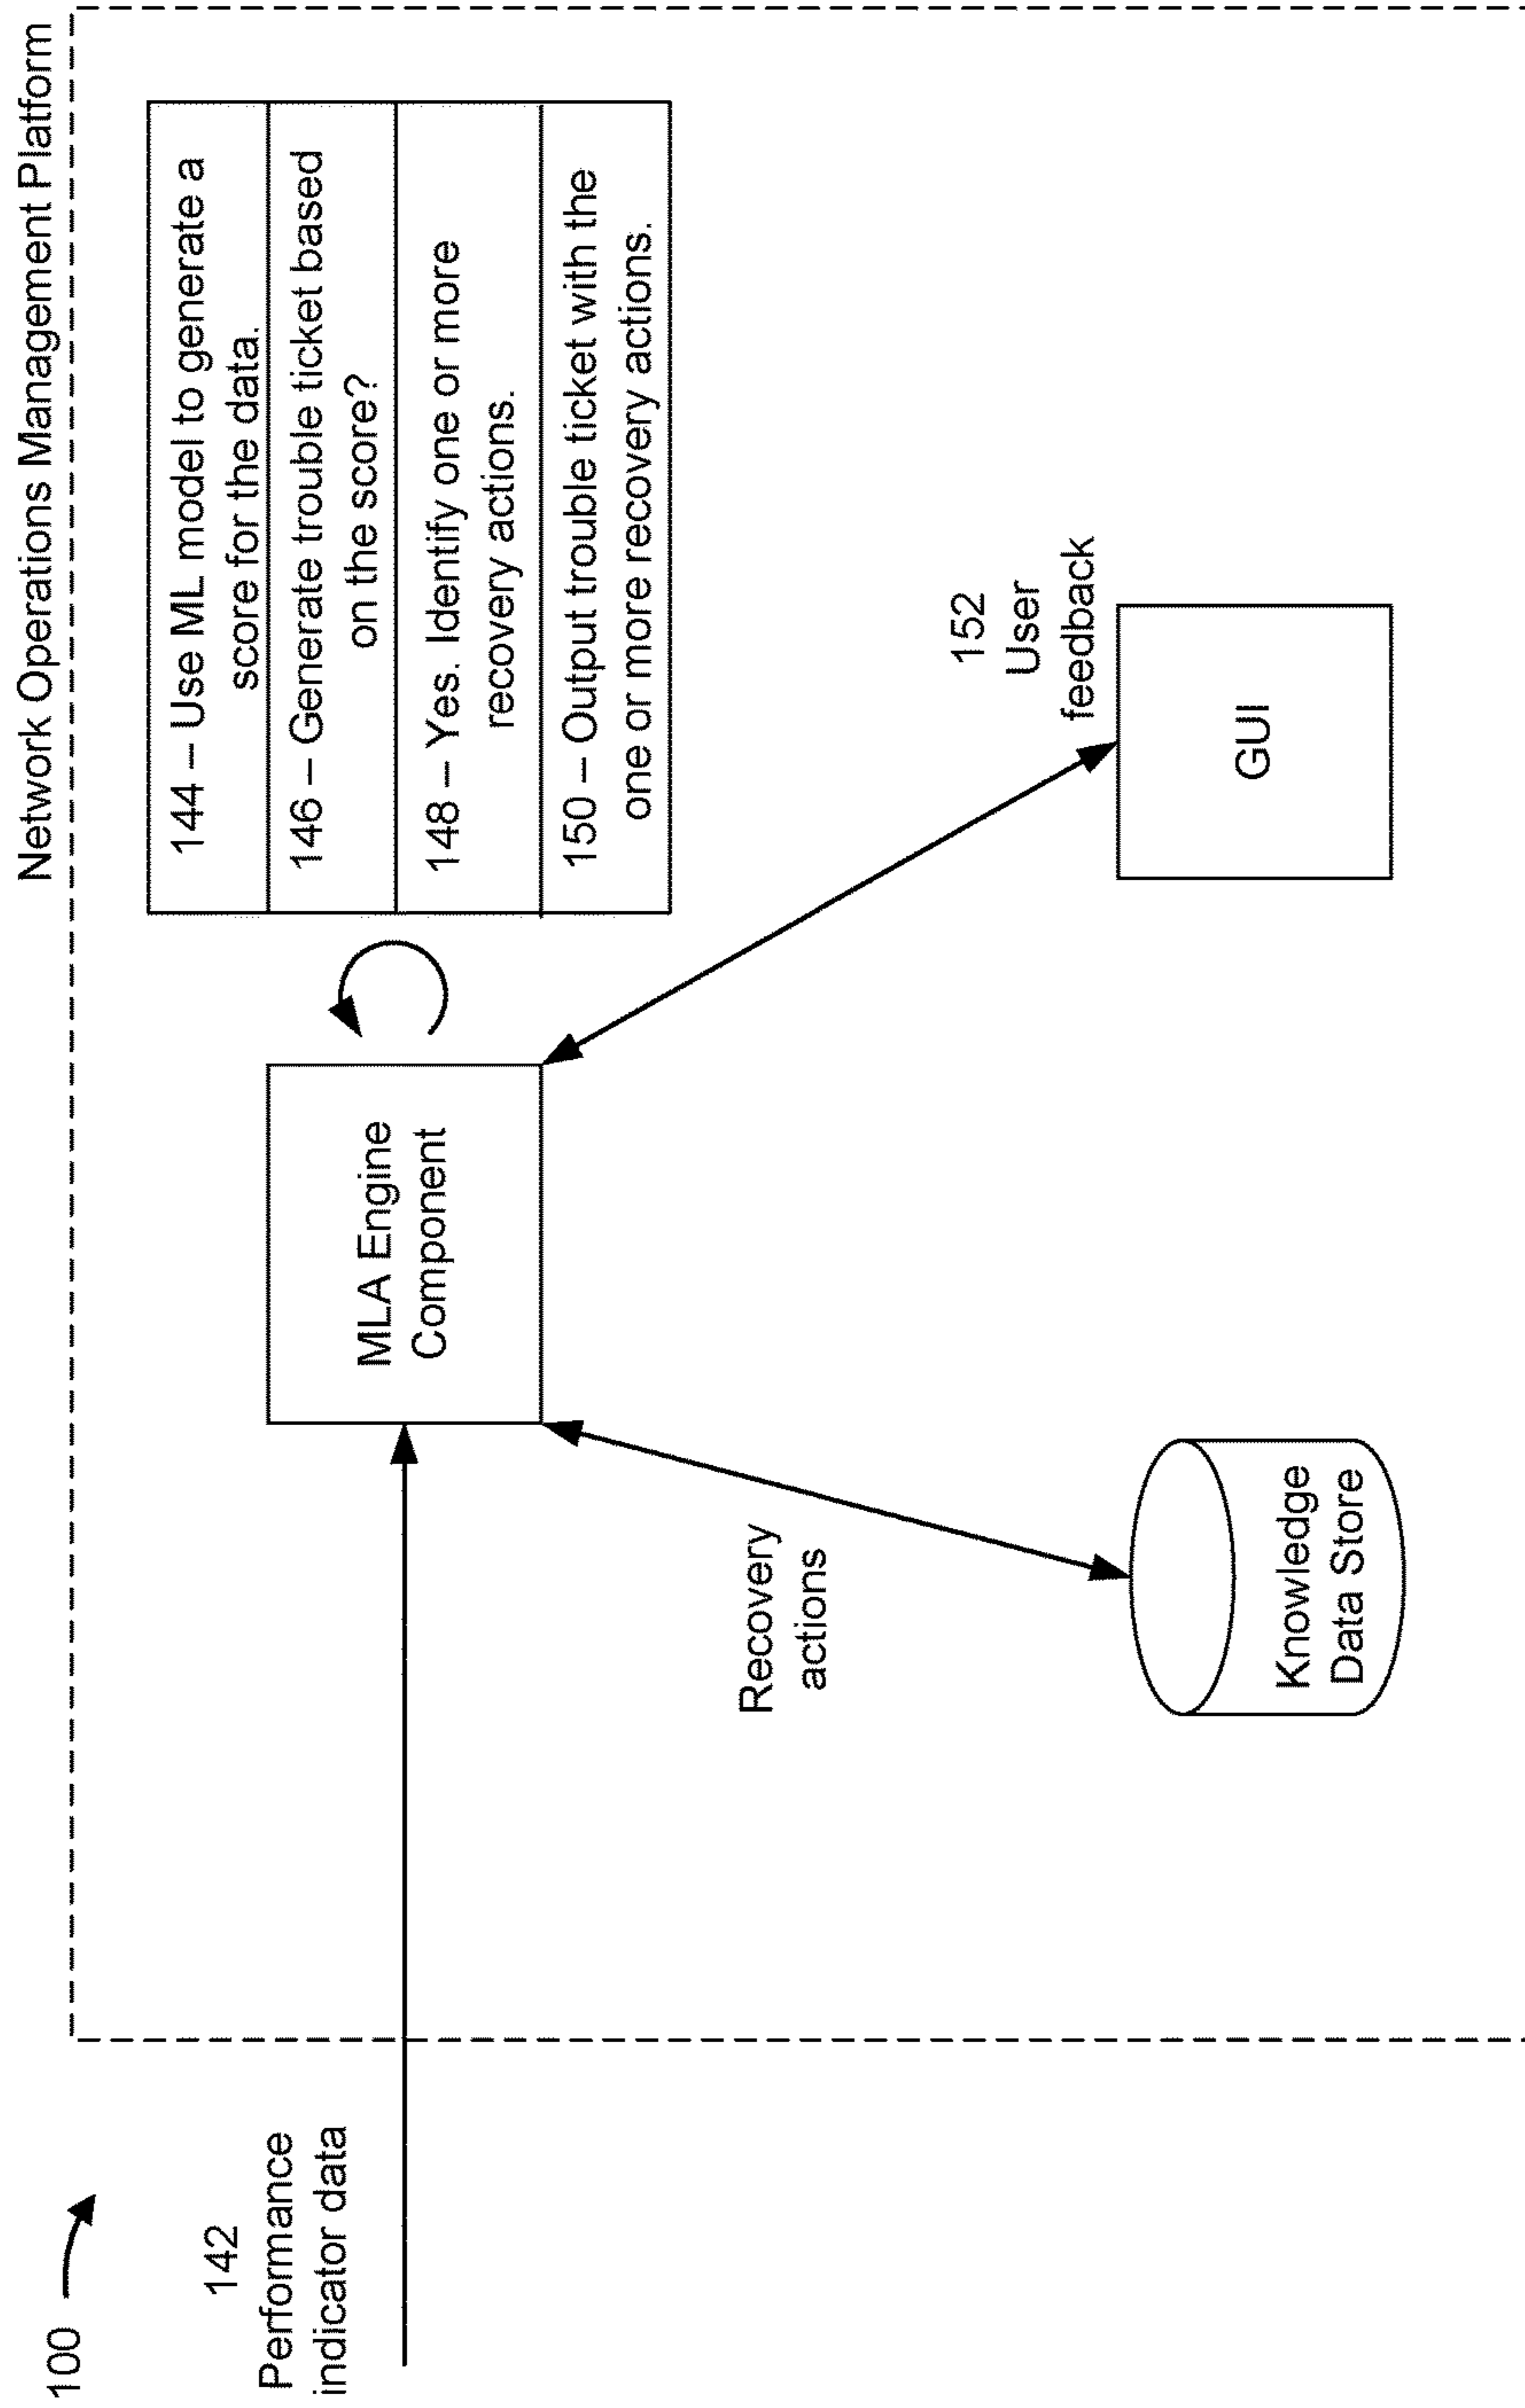 100
Network Operations Management Platform
142
Performance
indicator data
MLA Engine
Component
144 – Use ML model to generate a
score for the data.
146 – Generate trouble ticket based
on the score?
148 – Yes. Identify one or more
recovery actions.
150 – Output trouble ticket with the
one or more recovery actions.
Recovery
actions
152
User
feedback
Knowledge
Data Store
GUI